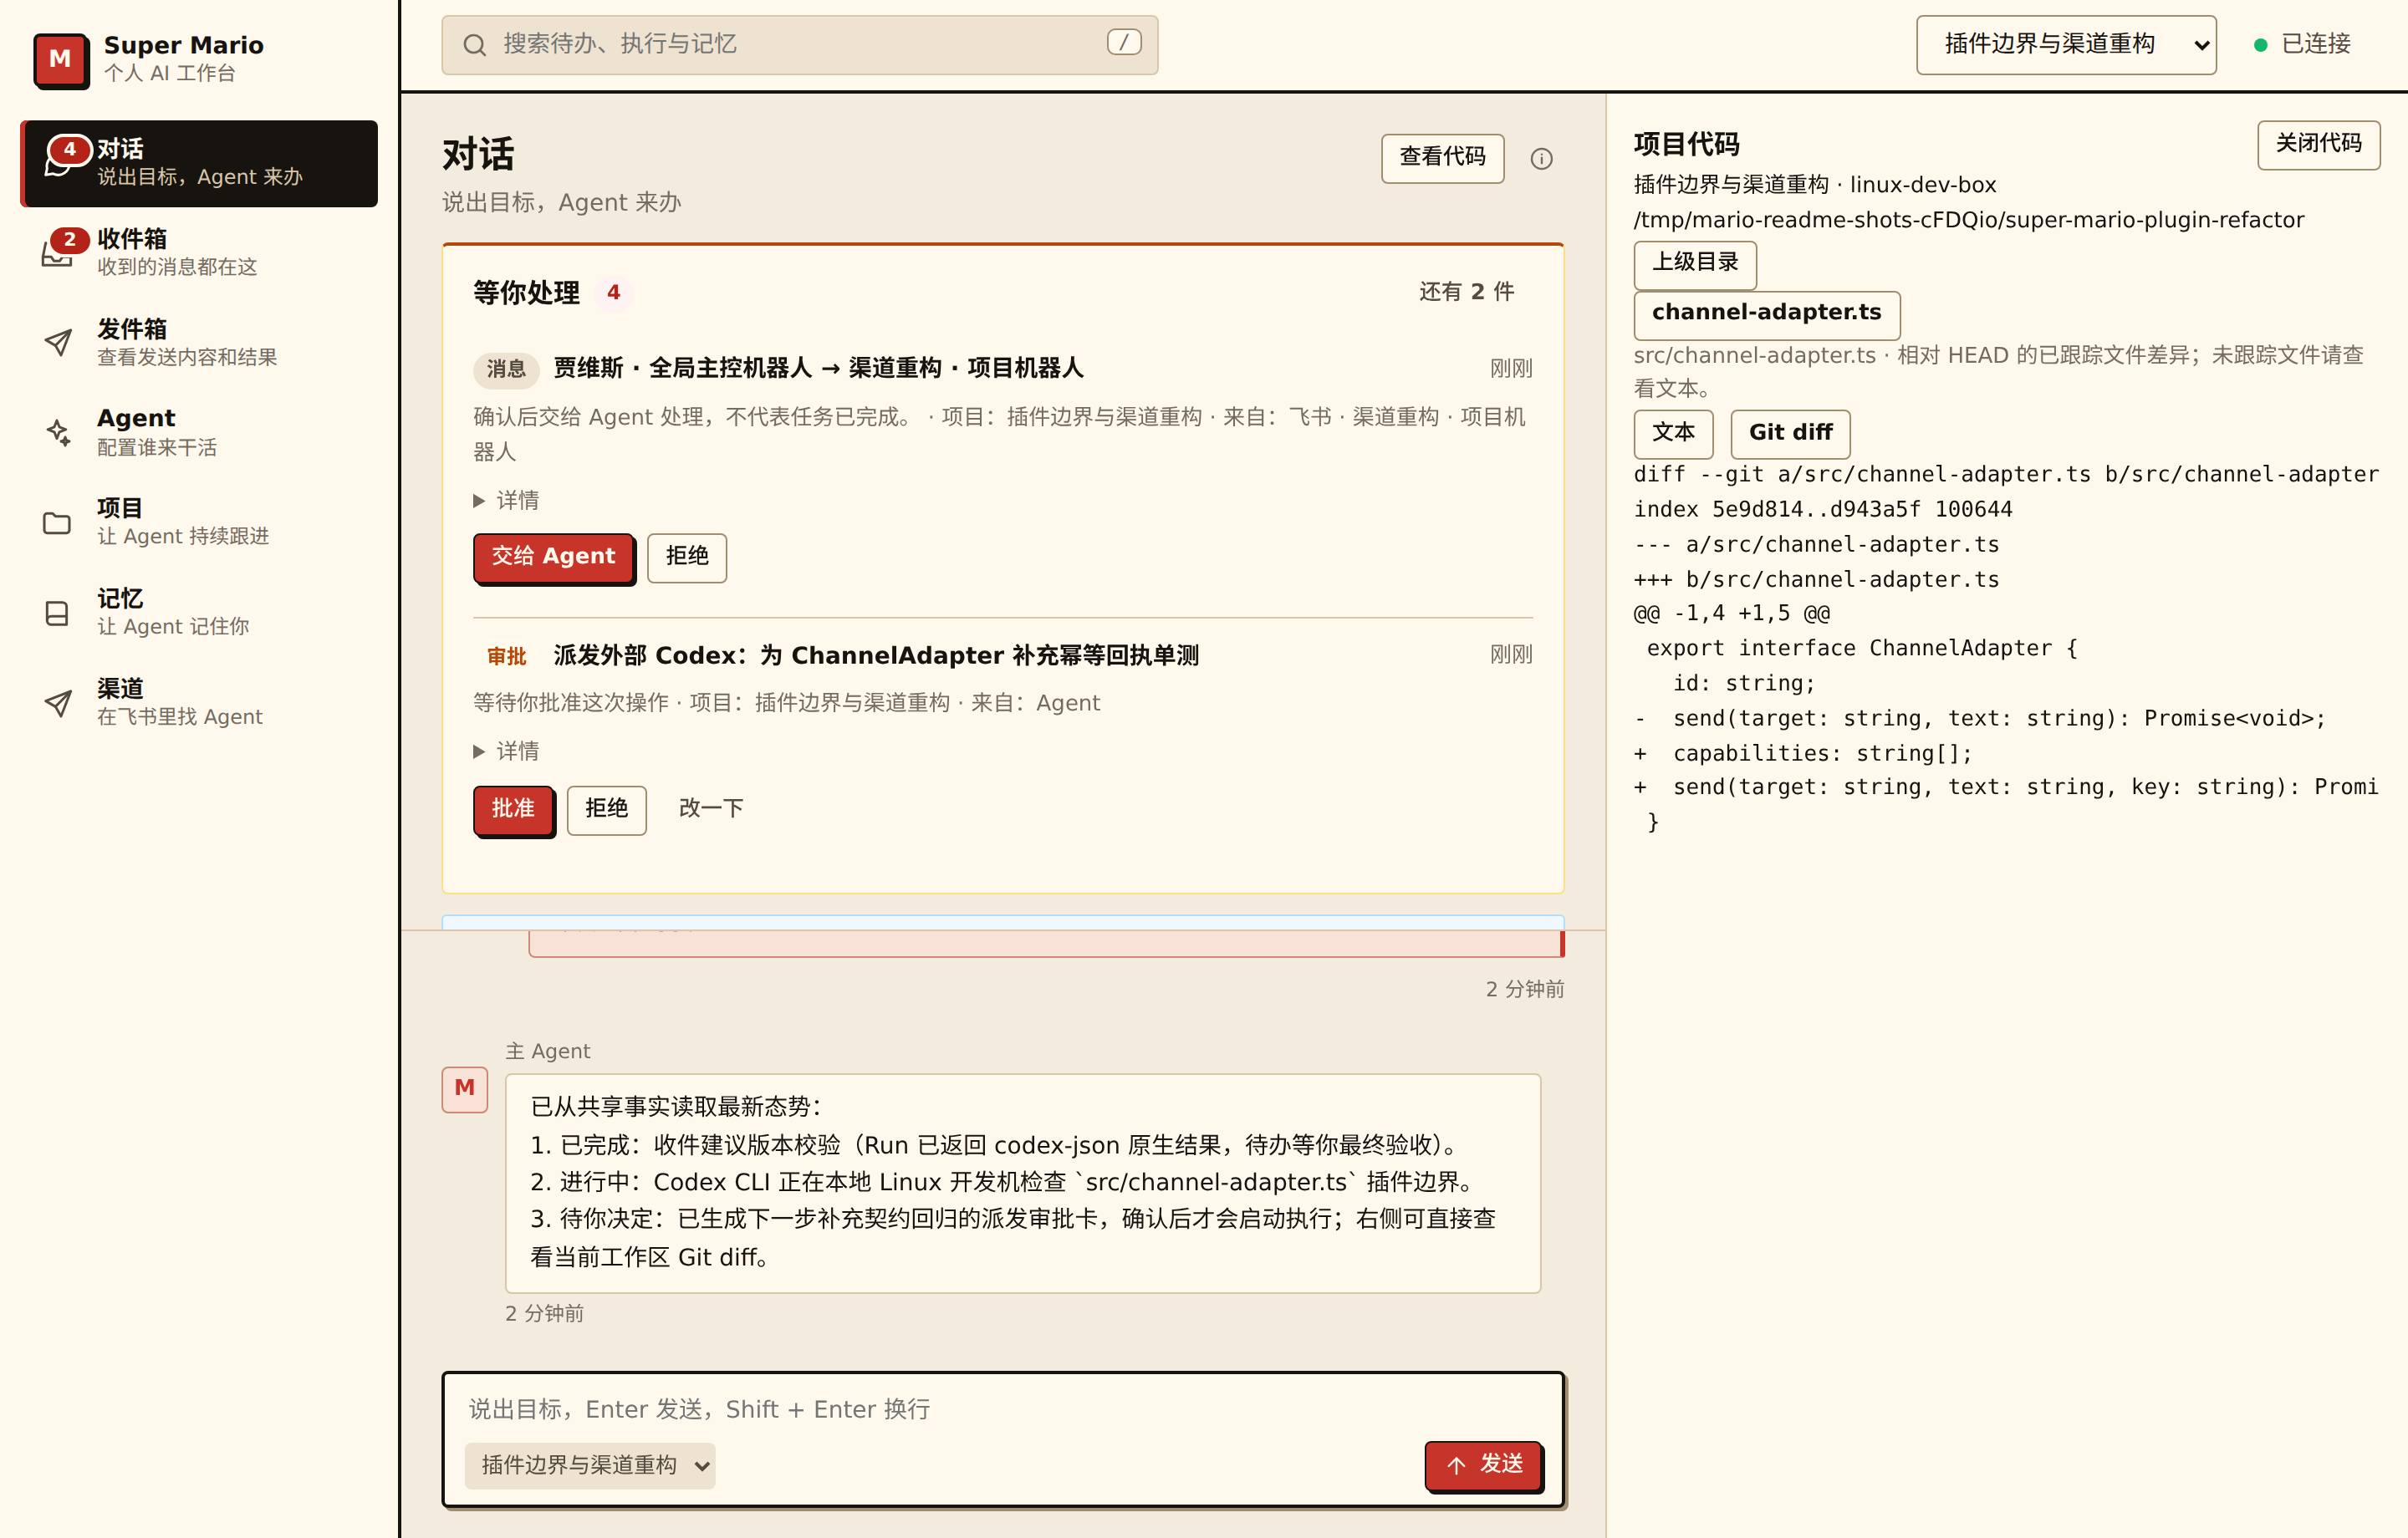 M
Super Mario
个人 AI 工作台
4
对话
说出目标，Agent 来办
2
收件箱
收到的消息都在这
发件箱
查看发送内容和结果
Agent
配置谁来干活
项目
让 Agent 持续跟进
记忆
让 Agent 记住你
渠道
在飞书里找 Agent
搜索待办、执行与记忆
/
插件边界与渠道重构
已连接
对话
说出目标，Agent 来办
查看代码
等你处理 4
还有 2 件
消息 贾维斯 · 全局主控机器人 → 渠道重构 · 项目机器人
刚刚
确认后交给 Agent 处理，不代表任务已完成。 · 项目：插件边界与渠道重构 · 来自：飞书 · 渠道重构 · 项目机
器人
▶ 详情
交给 Agent
拒绝
审批 派发外部 Codex：为 ChannelAdapter 补充幂等回执单测
刚刚
等待你批准这次操作 · 项目：插件边界与渠道重构 · 来自：Agent
▶ 详情
批准
拒绝
改一下
2 分钟前
主 Agent
M
已从共享事实读取最新态势：
1. 已完成：收件建议版本校验（Run 已返回 codex-json 原生结果，待办等你最终验收）。
2. 进行中：Codex CLI 正在本地 Linux 开发机检查 `src/channel-adapter.ts` 插件边界。
3. 待你决定：已生成下一步补充契约回归的派发审批卡，确认后才会启动执行；右侧可直接查
看当前工作区 Git diff。
2 分钟前
说出目标，Enter 发送，Shift + Enter 换行
插件边界与渠道重构
发送
项目代码
关闭代码
插件边界与渠道重构 · linux-dev-box
/tmp/mario-readme-shots-cFDQio/super-mario-plugin-refactor
上级目录
channel-adapter.ts
src/channel-adapter.ts · 相对 HEAD 的已跟踪文件差异；未跟踪文件请查
看文本。
文本
Git diff
diff --git a/src/channel-adapter.ts b/src/channel-adapter
index 5e9d814..d943a5f 100644
--- a/src/channel-adapter.ts
+++ b/src/channel-adapter.ts
@@ -1,4 +1,5 @@
 export interface ChannelAdapter {
   id: string;
-  send(target: string, text: string): Promise<void>;
+  capabilities: string[];
+  send(target: string, text: string, key: string): Promi
 }